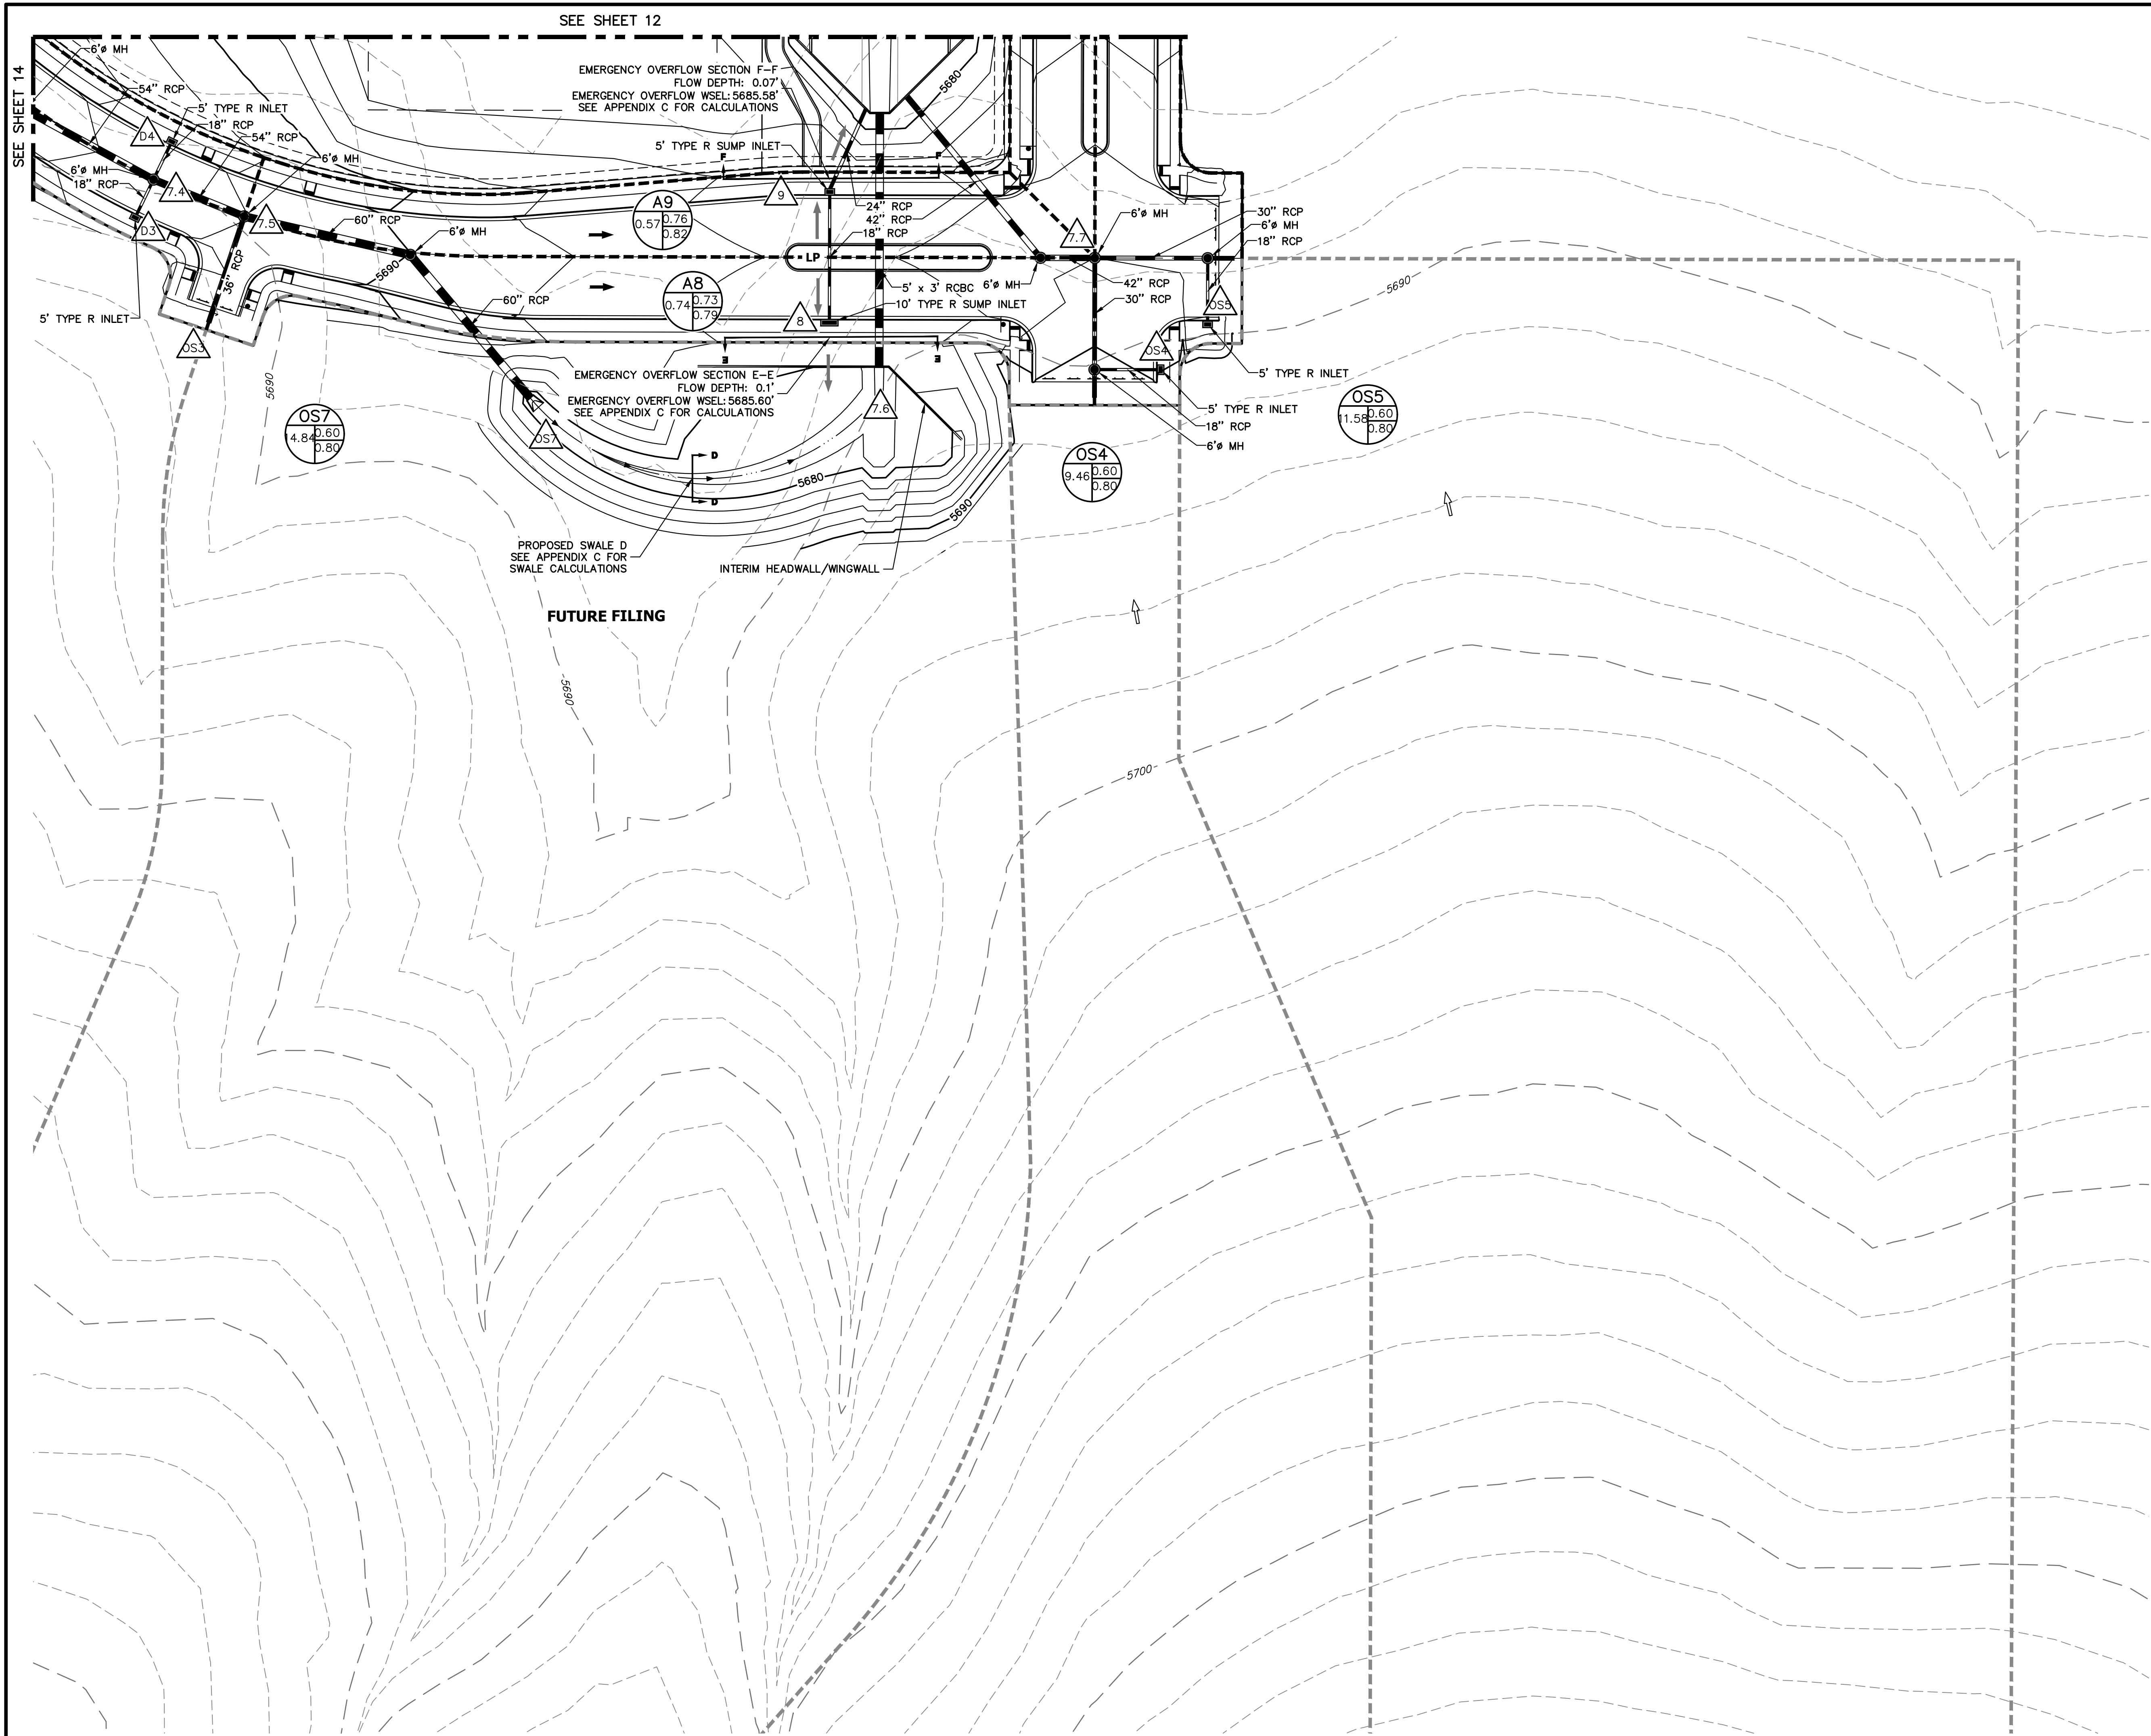 SEE SHEET 12
SEE SHEET 14
6'ø MH
54" RCP
D4
5' TYPE R INLET
18" RCP
54" RCP
6'ø MH
6'ø MH
18" RCP
7.4
D3
7.5
60" RCP
6'ø MH
36" RCP
5690
60" RCP
5' TYPE R INLET
OS3
EMERGENCY OVERFLOW SECTION F-F
FLOW DEPTH: 0.07'
EMERGENCY OVERFLOW WSEL: 5685.58'
SEE APPENDIX C FOR CALCULATIONS
5680
5' TYPE R SUMP INLET
F
F
9
A9
0.57
0.76
0.82
24" RCP
42" RCP
18" RCP
LP
A8
0.74
0.73
0.79
5' x 3' RCBC
10' TYPE R SUMP INLET
8
6'ø MH
7.7
6'ø MH
30" RCP
6'ø MH
18" RCP
42" RCP
30" RCP
OS5
OS4
5' TYPE R INLET
5690
E
E
EMERGENCY OVERFLOW SECTION E-E
FLOW DEPTH: 0.1'
EMERGENCY OVERFLOW WSEL: 5685.60'
SEE APPENDIX C FOR CALCULATIONS
7.6
5690
OS7
14.84
0.60
0.80
OS7
5' TYPE R INLET
18" RCP
6'ø MH
OS5
11.58
0.60
0.80
OS4
9.46
0.60
0.80
D
D
5680
5690
PROPOSED SWALE D
SEE APPENDIX C FOR
SWALE CALCULATIONS
INTERIM HEADWALL/WINGWALL
FUTURE FILING
5690
5700